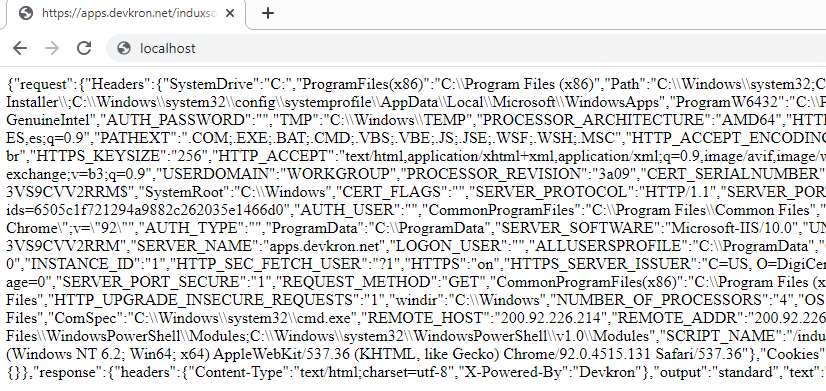 https://apps.devkron.net/induxso
localhost
{"request":{"Headers":{"SystemDrive":"C:","ProgramFiles(x86)":"C:\\Program Files (x86)","Path":"C:\\Windows\\system32;C
Installer\\;C:\\Windows\\system32\\config\\systemprofile\\AppData\\Local\\Microsoft\\WindowsApps","ProgramW6432":"C:\\P
GenuineIntel","AUTH_PASSWORD":"","TMP":"C:\\Windows\\TEMP","PROCESSOR_ARCHITECTURE":"AMD64","HTT
ES,es;q=0.9","PATHEXT":".COM;.EXE;.BAT;.CMD;.VBS;.VBE;.JS;.JSE;.WSF;.WSH;.MSC","HTTP_ACCEPT_ENCODING
br","HTTPS_KEYSIZE":"256","HTTP_ACCEPT":"text/html,application/xhtml+xml,application/xml;q=0.9,image/avif,image/w
exchange;v=b3;q=0.9","USERDOMAIN":"WORKGROUP","PROCESSOR_REVISION":"3a09","CERT_SERIALNUMBER"
3VS9CVV2RRM$","SystemRoot":"C:\\Windows","CERT_FLAGS":"","SERVER_PROTOCOL":"HTTP/1.1","SERVER_POR
ids=6505c1f721294a9882c262035e1466d0","AUTH_USER":"","CommonProgramFiles":"C:\\Program Files\\Common Files","
Chrome\";v=\"92\"","AUTH_TYPE":"","ProgramData":"C:\\ProgramData","SERVER_SOFTWARE":"Microsoft-IIS/10.0","UN
3VS9CVV2RRM","SERVER_NAME":"apps.devkron.net","LOGON_USER":"","ALLUSERSPROFILE":"C:\\ProgramData","
0","INSTANCE_ID":"1","HTTP_SEC_FETCH_USER":"?1","HTTPS":"on","HTTPS_SERVER_ISSUER":"C=US, O=DigiCer
age=0","SERVER_PORT_SECURE":"1","REQUEST_METHOD":"GET","CommonProgramFiles(x86)":"C:\\Program Files (x
Files","HTTP_UPGRADE_INSECURE_REQUESTS":"1","windir":"C:\\Windows","NUMBER_OF_PROCESSORS":"4","OS
Files","ComSpec":"C:\\Windows\\system32\\cmd.exe","REMOTE_HOST":"200.92.226.214","REMOTE_ADDR":"200.92.226
Files\\WindowsPowerShell\\Modules;C:\\Windows\\system32\\WindowsPowerShell\\v1.0\\Modules","SCRIPT_NAME":"/indu
(Windows NT 6.2; Win64; x64) AppleWebKit/537.36 (KHTML, like Gecko) Chrome/92.0.4515.131 Safari/537.36"},"Cookies"
{}},"response":{"headers":{"Content-Type":"text/html;charset=utf-8","X-Powered-By":"Devkron"},"output":"standard","text":